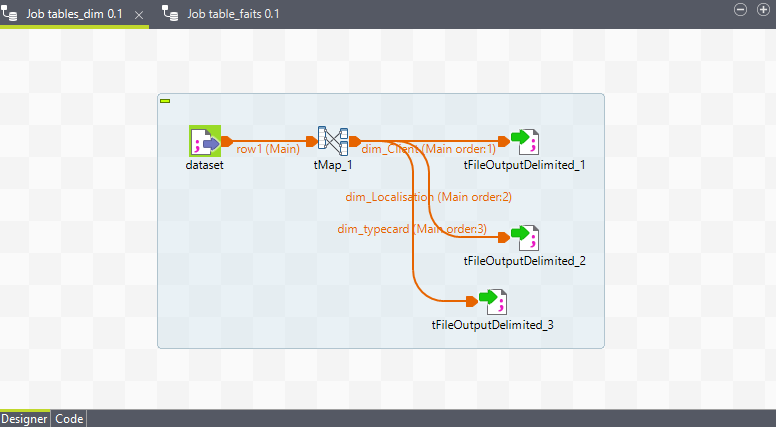 Job tables_dim 0.1
Job table_faits 0.1
row1 (Main)
dim_Client (Main order:1)
dataset
tMap_1
tFileOutputDelimited_1
dim_Localisation (Main order:2)
dim_typecard (Main order:3)
tFileOutputDelimited_2
tFileOutputDelimited_3
Designer
Code